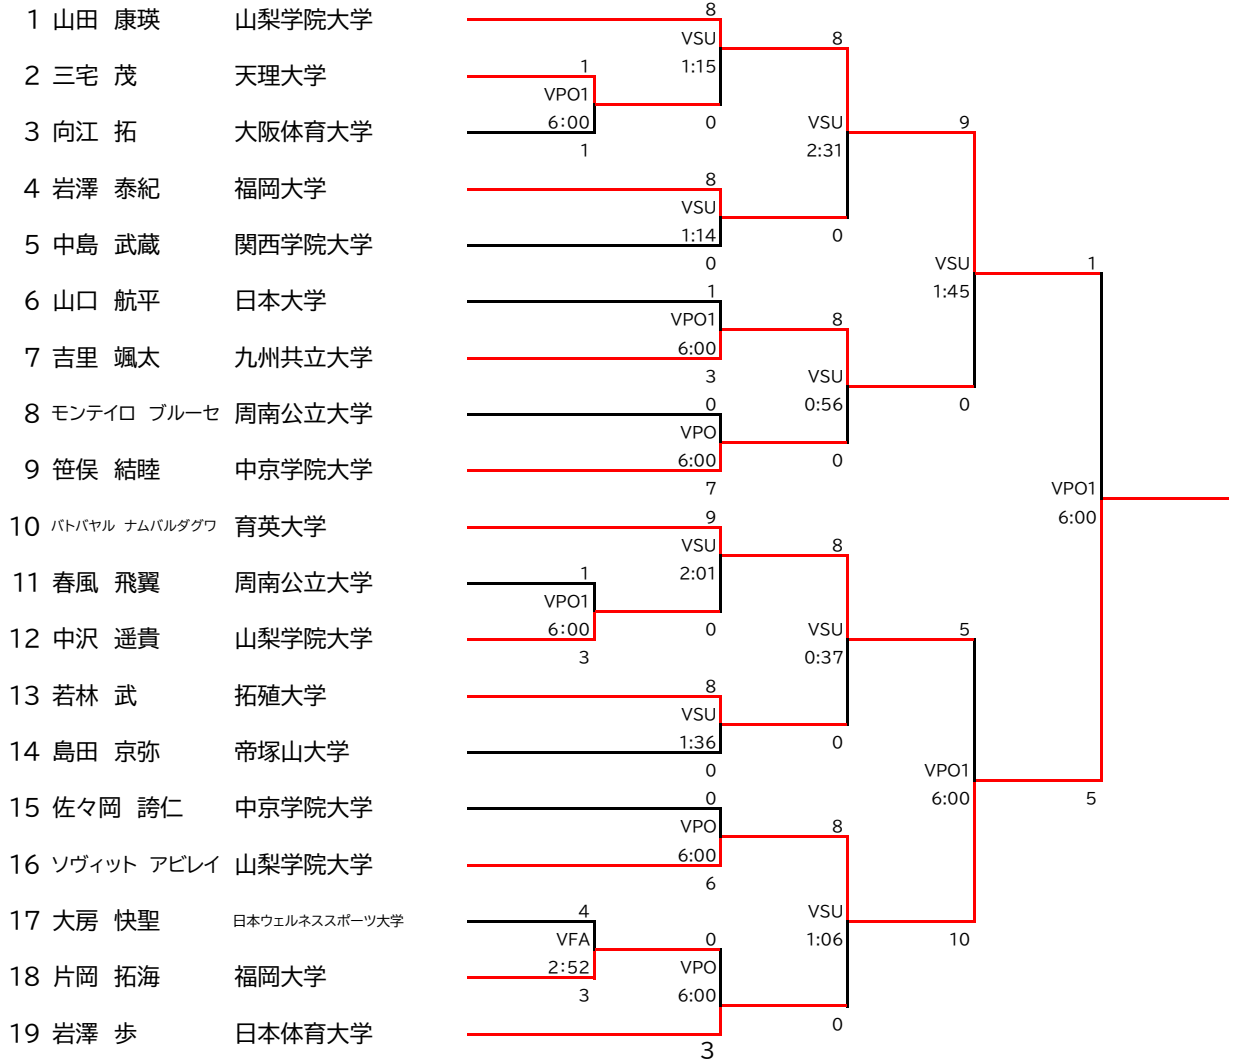 1 山田 康瑛 山梨学院大学
2 三宅 茂 天理大学
3 向江 拓 大阪体育大学
4 岩澤 泰紀 福岡大学
5 中島 武蔵 関西学院大学
6 山口 航平 日本大学
7 吉里 颯太 九州共立大学
8 モンテイロ ブルーセ 周南公立大学
9 笹俣 結睦 中京学院大学
10 バトバヤル ナムバルダグワ 育英大学
11 春風 飛翼 周南公立大学
12 中沢 遥貴 山梨学院大学
13 若林 武 拓殖大学
14 島田 京弥 帝塚山大学
15 佐々岡 誇仁 中京学院大学
16 ソヴィット アビレイ 山梨学院大学
17 大房 快聖 日本ウェルネススポーツ大学
18 片岡 拓海 福岡大学
19 岩澤 歩 日本体育大学
1
VPO1
6:00
1
1
VPO1
6:00
3
4
VFA
2:52
3
8
VSU
1:15
0
8
VSU
1:14
0
1
VPO1
6:00
3
0
VPO
6:00
7
9
VSU
2:01
0
8
VSU
1:36
0
0
VPO
6:00
6
0
VPO
6:00
3
8
VSU
2:31
0
8
VSU
0:56
0
8
VSU
0:37
0
8
VSU
1:06
0
9
VSU
1:45
0
5
VPO1
6:00
10
1
VPO1
6:00
5